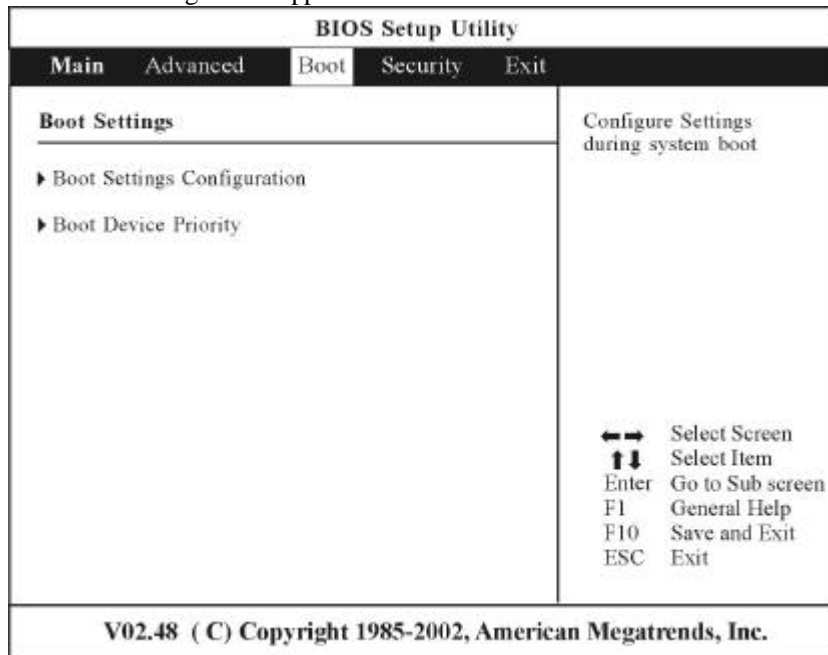 BIOS Setup Utility
Main Advanced Boot Security Exit
Boot Settings
Boot Settings Configuration
Boot Device Priority
Configure Settings
during system boot
Select Screen
Select Item
Enter Go to Sub screen
F1 General Help
F10 Save and Exit
ESC Exit
V02.48 ( C) Copyright 1985-2002, American Megatrends, Inc.